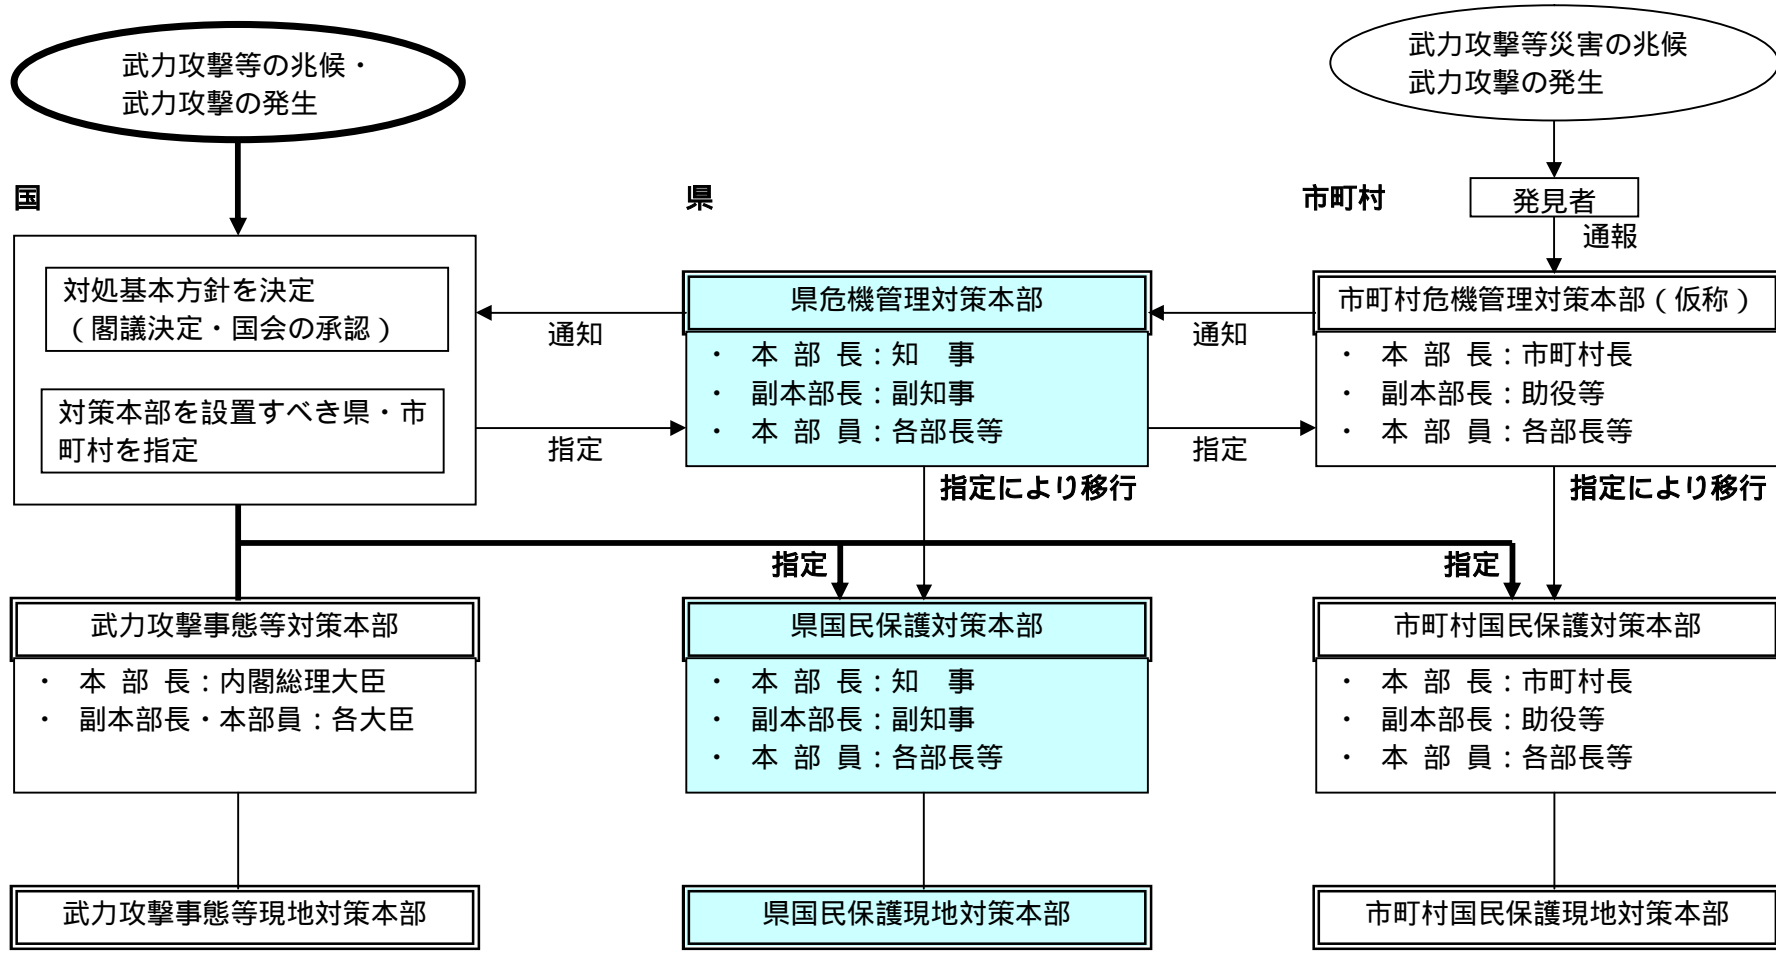 武力攻撃等の兆候・
武力攻撃の発生
武力攻撃等災害の兆候
武力攻撃の発生
国
県
市町村
発見者
通報
対処基本方針を決定
（閣議決定・国会の承認）
対策本部を設置すべき県・市
町村を指定
通知
指定
県危機管理対策本部
・ 本 部 長：知　事
・ 副本部長：副知事
・ 本 部 員：各部長等
通知
指定
市町村危機管理対策本部（仮称）
・ 本 部 長：市町村長
・ 副本部長：助役等
・ 本 部 員：各部長等
指定により移行
指定により移行
指定
指定
武力攻撃事態等対策本部
・ 本 部 長：内閣総理大臣
・ 副本部長・本部員：各大臣
県国民保護対策本部
・ 本 部 長：知　事
・ 副本部長：副知事
・ 本 部 員：各部長等
市町村国民保護対策本部
・ 本 部 長：市町村長
・ 副本部長：助役等
・ 本 部 員：各部長等
武力攻撃事態等現地対策本部
県国民保護現地対策本部
市町村国民保護現地対策本部